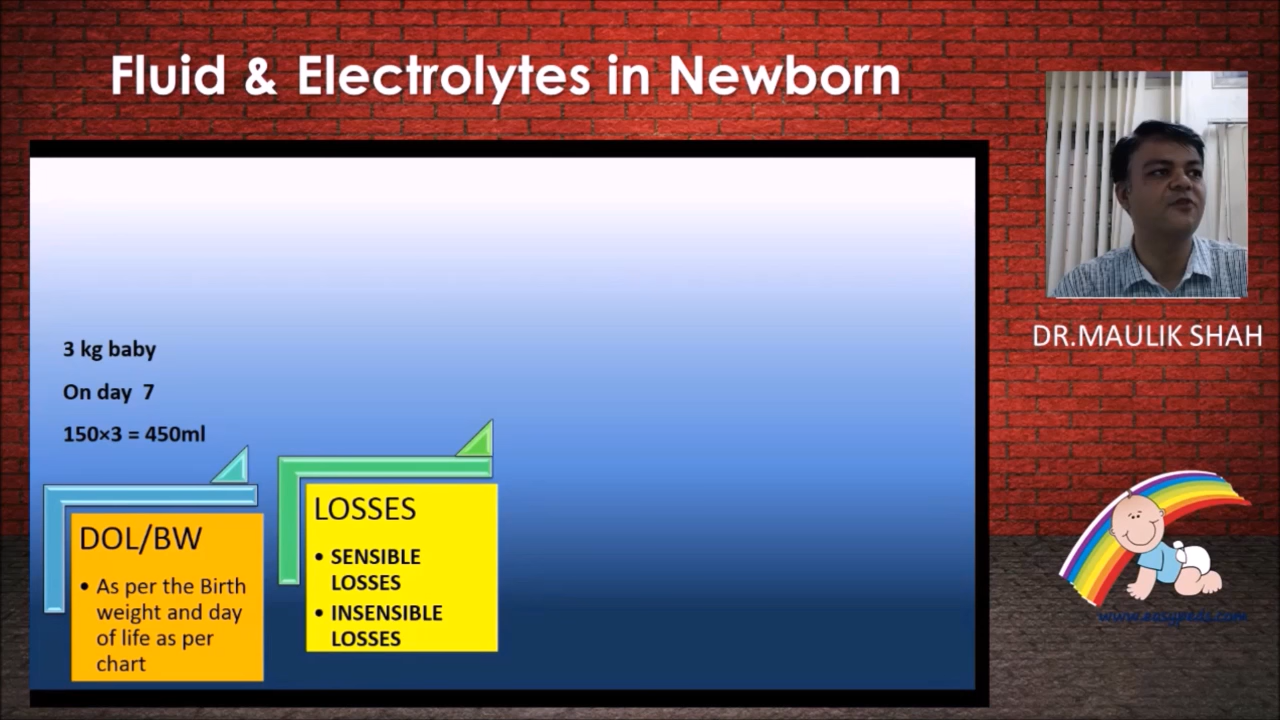 Fluid & Electrolytes in Newborn
3 kg baby
On day 7
150×3 = 450ml
DOL/BW
• As per the Birth
weight and day
of life as per
chart
LOSSES
• SENSIBLE
LOSSES
• INSENSIBLE
LOSSES
DR.MAULIK SHAH
www.easypeds.com